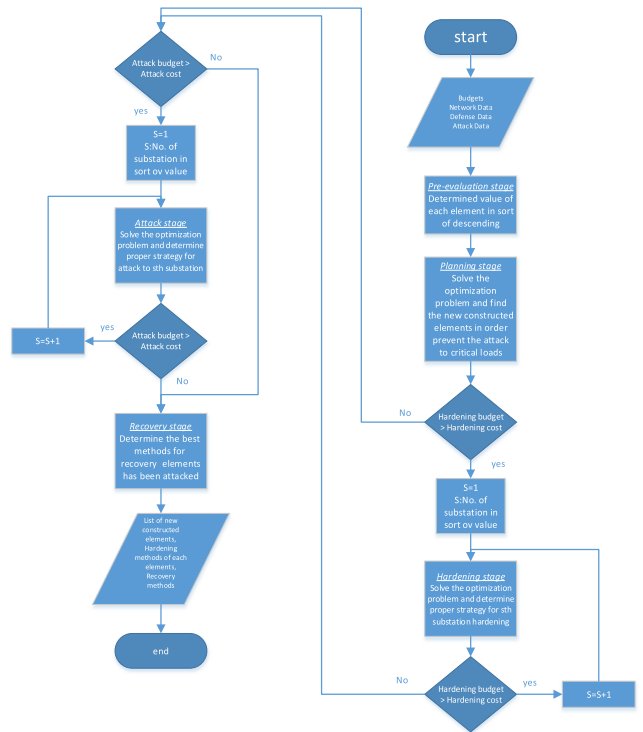 start
Budgets
Network Data
Defense Data
Attack Data
Pre-evaluation stage
Determined value of
each element in sort
of descending
Planning stage
Solve the
optimization
problem and find
the new constructed
elements in order
prevent the attack
to critical loads
Hardening budget
> Hardening cost
No
yes
S=1
S:No. of
substation in
sort ov value
Hardening stage
Solve the optimization
problem and determine
proper strategy for sth
substation hardening
Hardening budget
> Hardening cost
No
yes
S=S+1
Attack budget >
Attack cost
No
yes
S=1
S:No. of
substation in
sort ov value
Attack stage
Solve the optimization
problem and determine
proper strategy for
attack to sth substation
Attack budget >
Attack cost
yes
S=S+1
No
Recovery stage
Determine the best
methods for
recovery elements
has been attacked
List of new
constructed
elements,
Hardening
methods of each
elements,
Recovery
methods
end